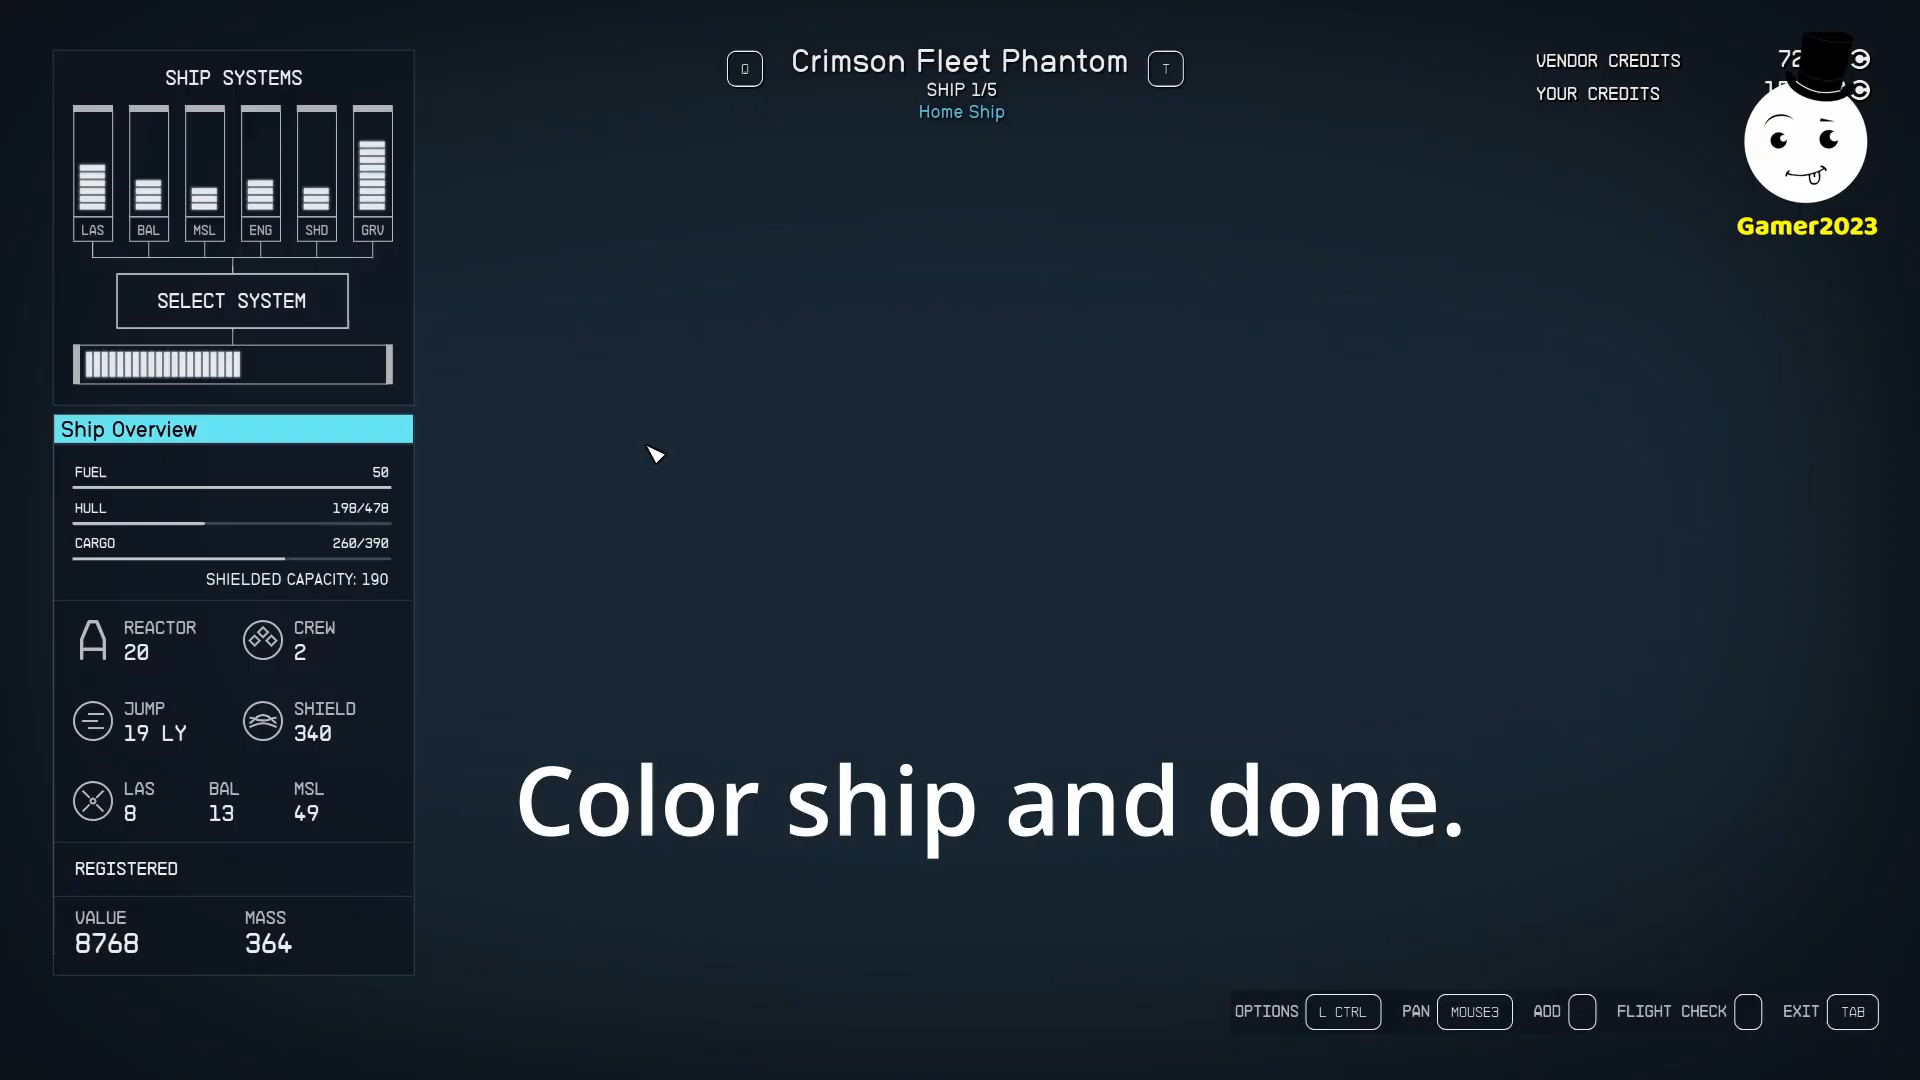 SHIP SYSTEMS
LAS BAL MSL ENG SHD GRV
SELECT SYSTEM
Ship Overview
FUEL 50
HULL 198/478
CARGO 260/390
SHIELDED CAPACITY: 190
REACTOR CREW
20 2
JUMP SHIELD
19 LY 340
LAS BAL MSL
8 13 49
REGISTERED
VALUE MASS
8768 364
Q Crimson Fleet Phantom T
SHIP 1/5
Home Ship
VENDOR CREDITS
YOUR CREDITS
Gamer2023
Color ship and done.
OPTIONS L CTRL PAN MOUSE3 ADD FLIGHT CHECK EXIT TAB